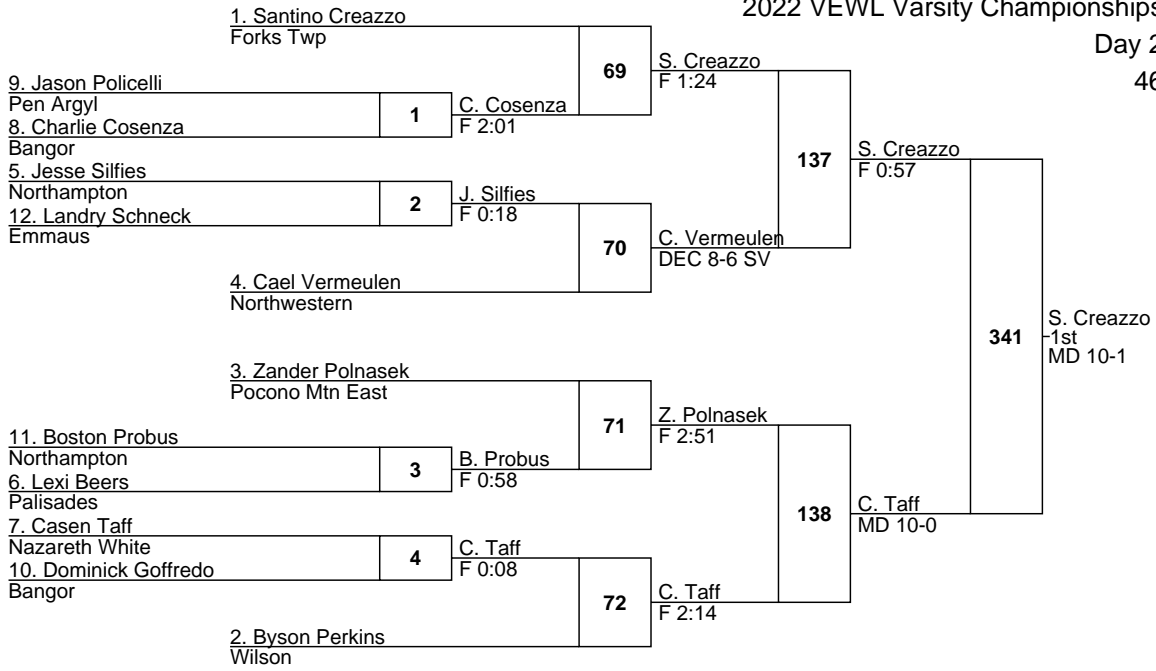 2022 VEWL Varsity Championships
Day 2
46
1. Santino Creazzo
Forks Twp
69
S. Creazzo
F 1:24
9. Jason Policelli
Pen Argyl
1
C. Cosenza
F 2:01
8. Charlie Cosenza
Bangor
137
S. Creazzo
F 0:57
5. Jesse Silfies
Northampton
2
J. Silfies
F 0:18
12. Landry Schneck
Emmaus
70
C. Vermeulen
DEC 8-6 SV
4. Cael Vermeulen
Northwestern
341
S. Creazzo
1st
MD 10-1
3. Zander Polnasek
Pocono Mtn East
71
Z. Polnasek
F 2:51
11. Boston Probus
Northampton
3
B. Probus
F 0:58
6. Lexi Beers
Palisades
138
C. Taff
MD 10-0
7. Casen Taff
Nazareth White
4
C. Taff
F 0:08
10. Dominick Goffredo
Bangor
72
C. Taff
F 2:14
2. Byson Perkins
Wilson